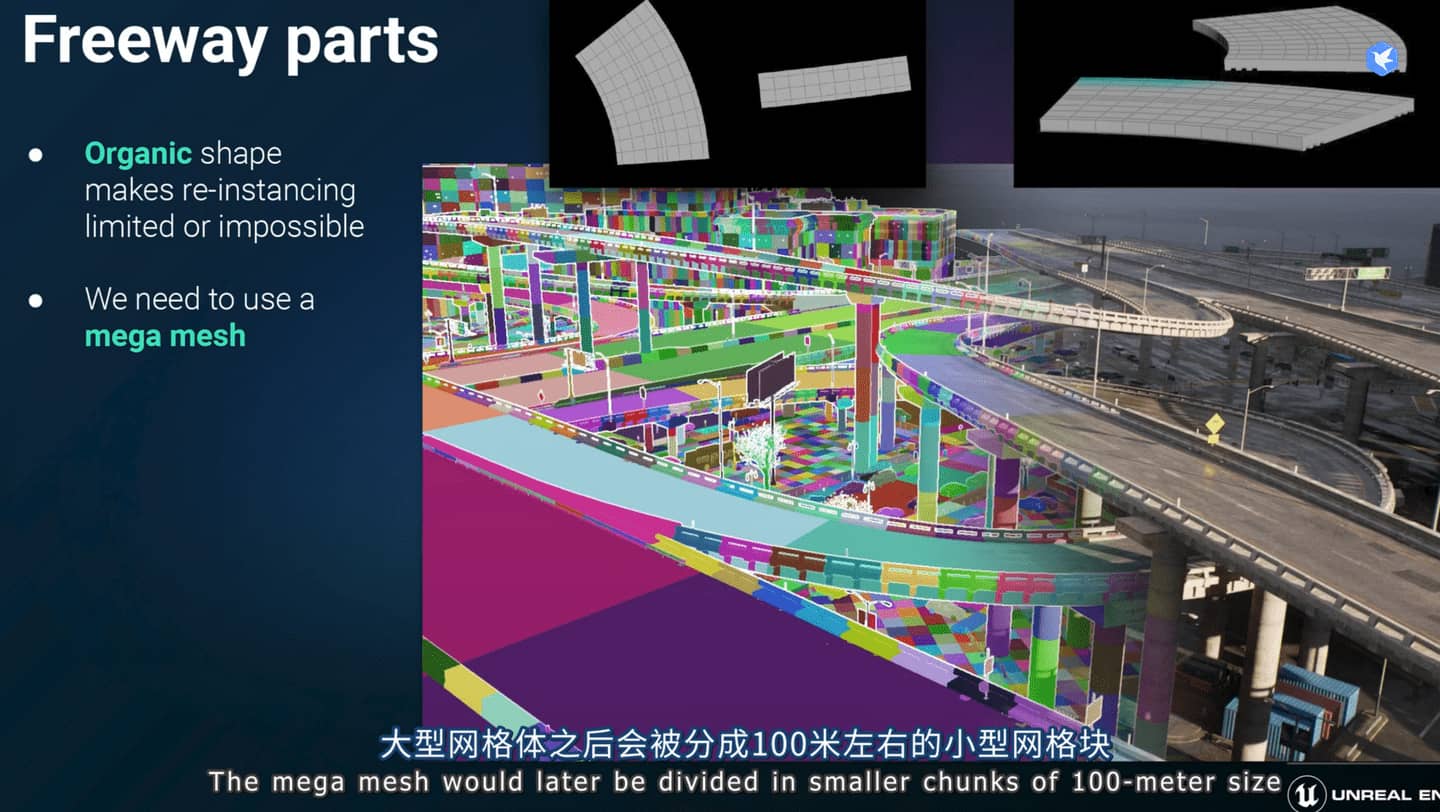 Freeway parts
● Organic shape
makes re-instancing
limited or impossible
● We need to use a
mega mesh
大型网格体之后会被分成100米左右的小型网格块
The mega mesh would later be divided in smaller chunks of 100-meter size
UNREAL EN